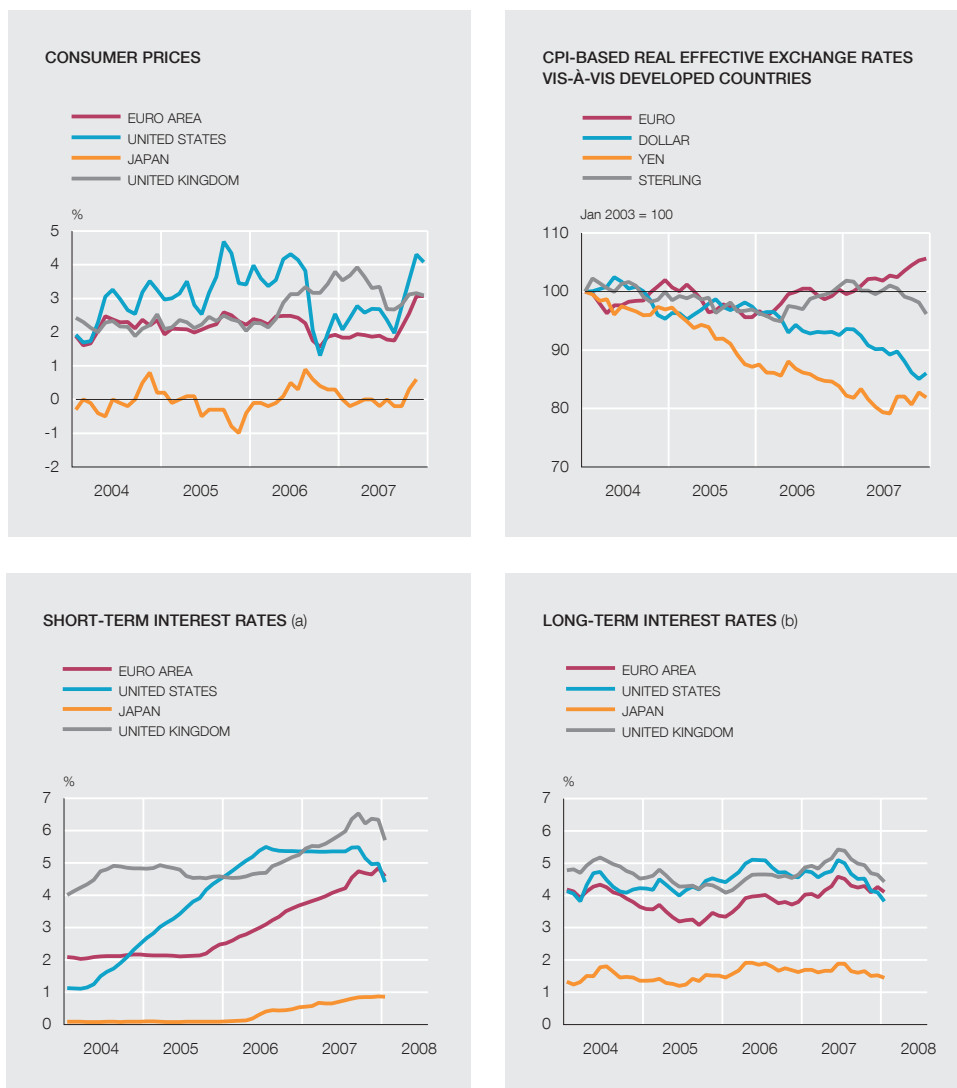 CONSUMER PRICES
EURO AREA
UNITED STATES
JAPAN
UNITED KINGDOM
%
5
4
3
2
1
0
-1
-2
2004 2005 2006 2007
CPI-BASED REAL EFFECTIVE EXCHANGE RATES
VIS-À-VIS DEVELOPED COUNTRIES
EURO
DOLLAR
YEN
STERLING
Jan 2003 = 100
110
100
90
80
70
2004 2005 2006 2007
SHORT-TERM INTEREST RATES (a)
EURO AREA
UNITED STATES
JAPAN
UNITED KINGDOM
%
7
6
5
4
3
2
1
0
2004 2005 2006 2007 2008
LONG-TERM INTEREST RATES (b)
EURO AREA
UNITED STATES
JAPAN
UNITED KINGDOM
%
7
6
5
4
3
2
1
0
2004 2005 2006 2007 2008